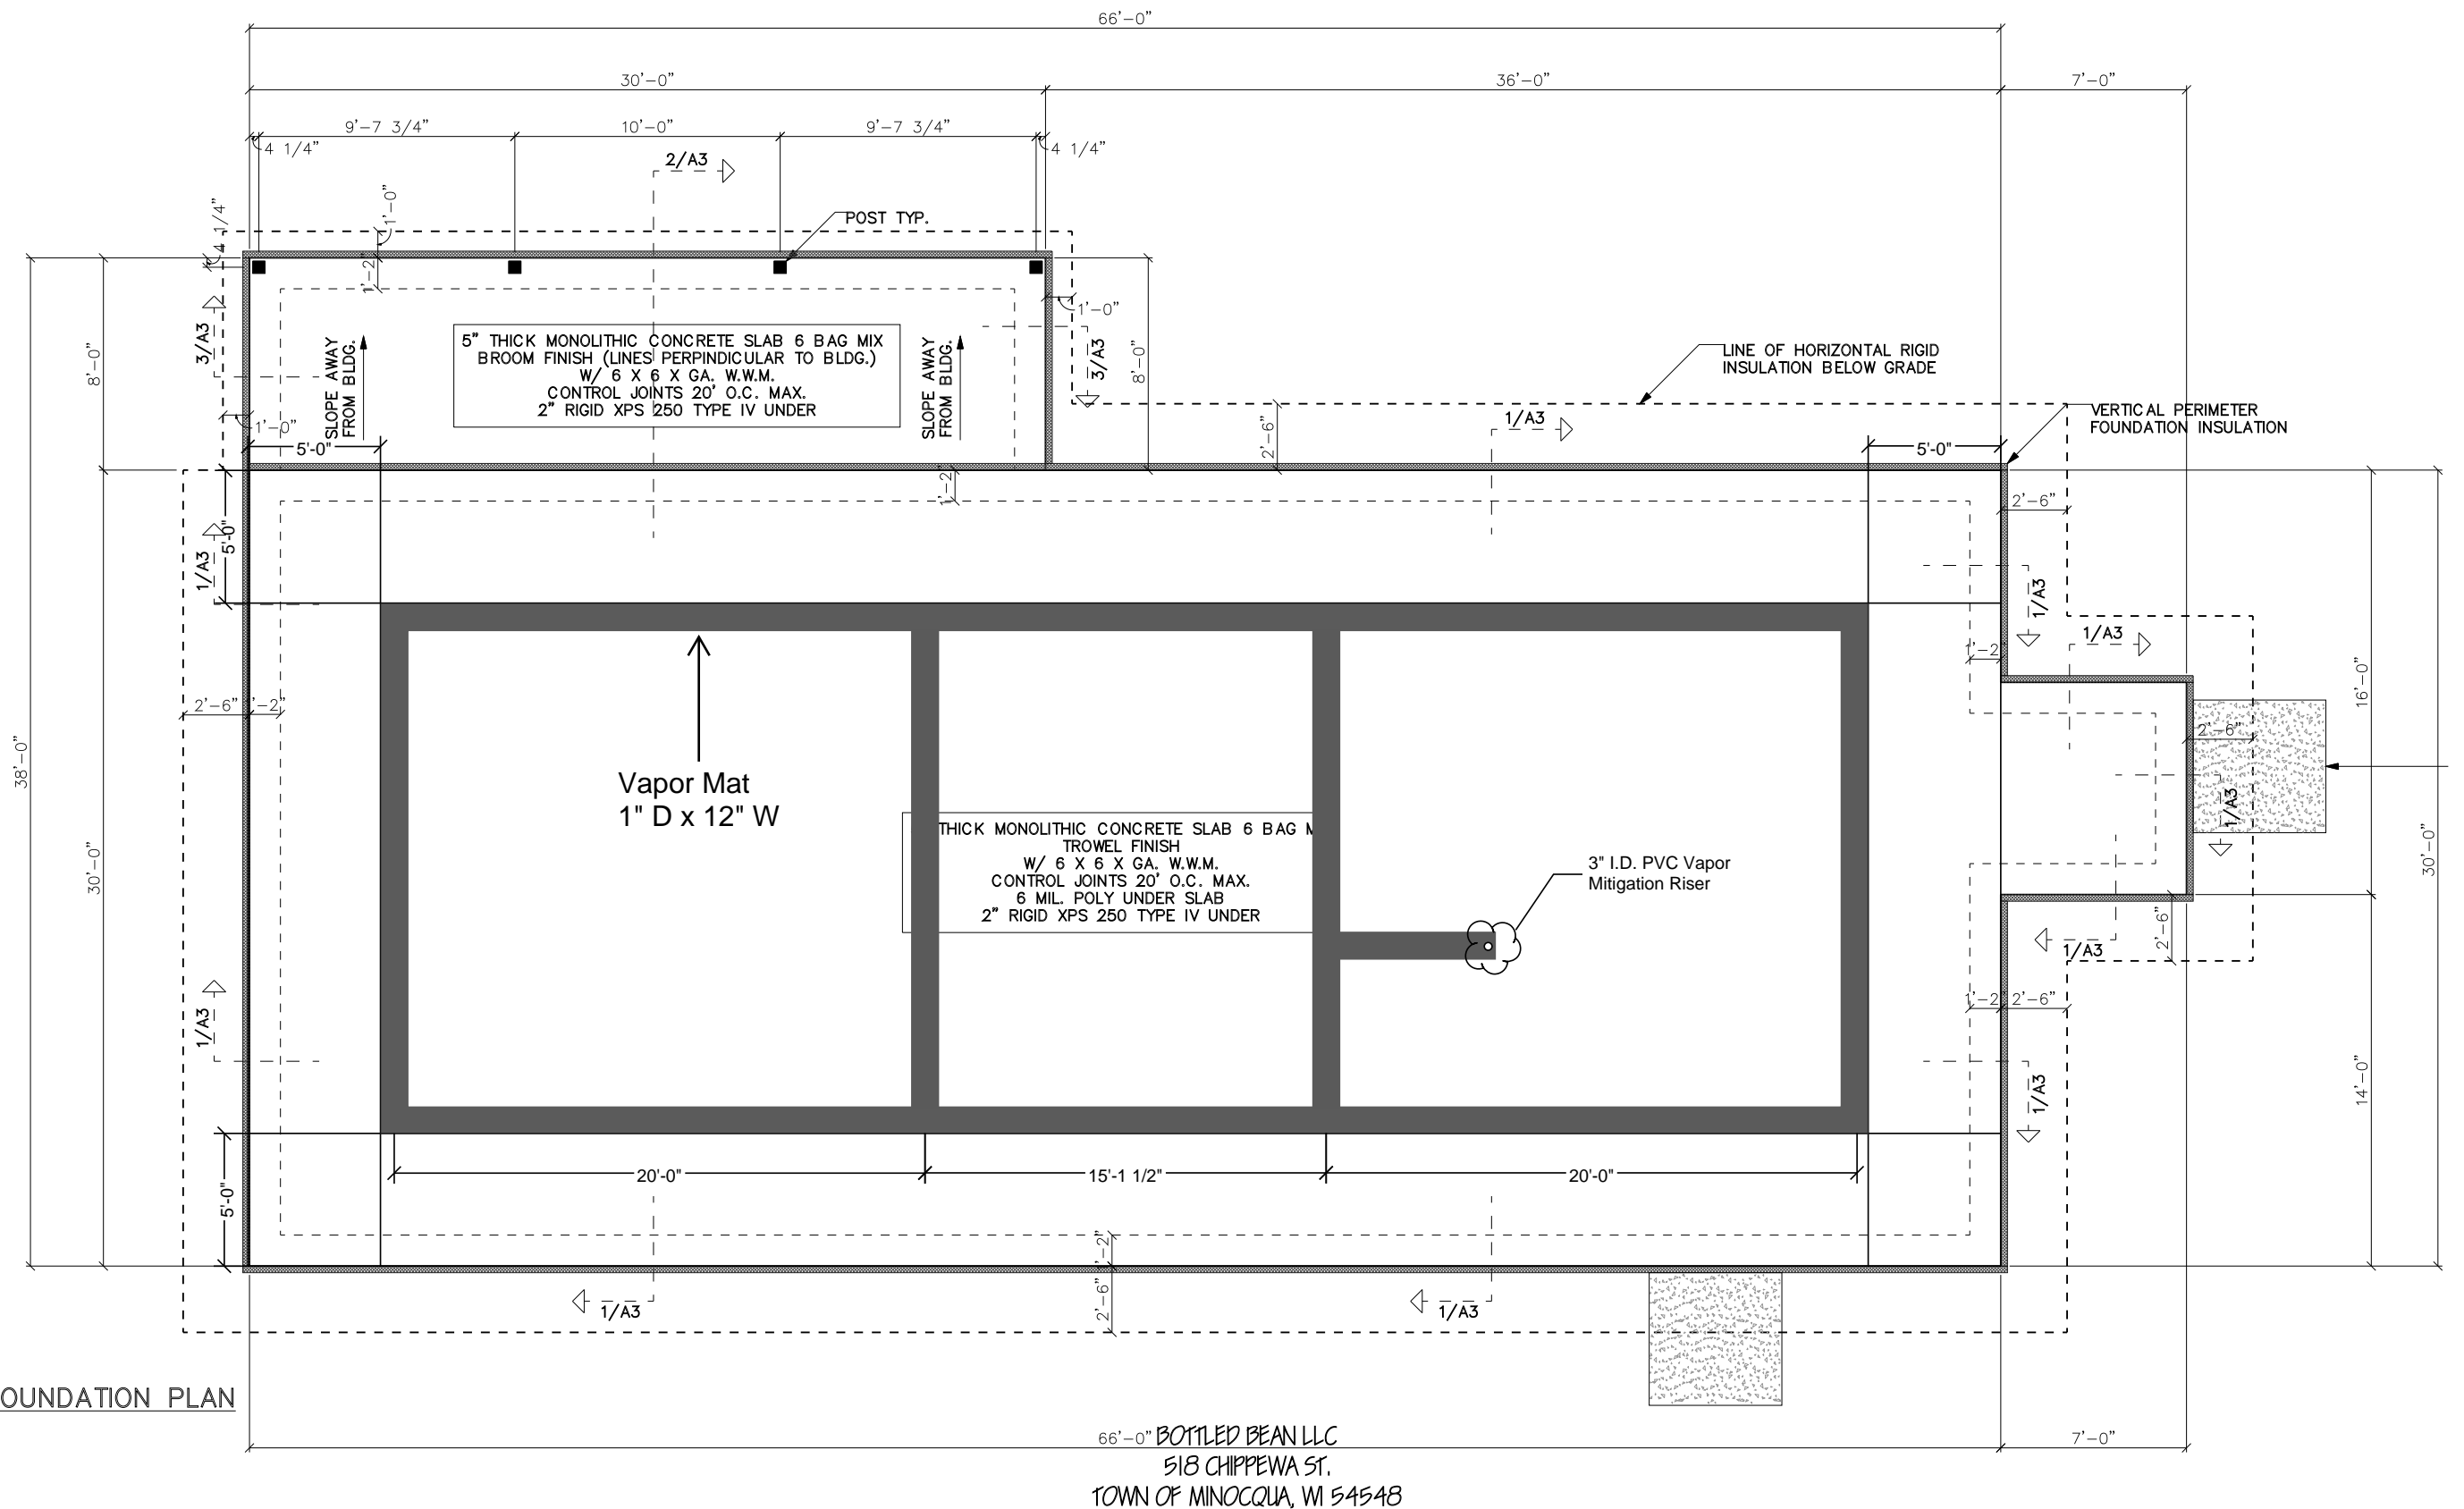 66'-0"
30'-0"
36'-0"
7'-0"
9'-7 3/4"
10'-0"
9'-7 3/4"
4 1/4"
4 1/4"
2/A3
1'-0"
4 1/4"
POST TYP.
1'-2"
1'-0"
3/A3
3/A3
8'-0"
8'-0"
SLOPE AWAY
FROM BLDG.
5" THICK MONOLITHIC CONCRETE SLAB 6 BAG MIX
BROOM FINISH (LINES PERPINDICULAR TO BLDG.)
W/ 6 X 6 X GA. W.W.M.
CONTROL JOINTS 20' O.C. MAX.
2" RIGID XPS 250 TYPE IV UNDER
SLOPE AWAY
FROM BLDG.
LINE OF HORIZONTAL RIGID
INSULATION BELOW GRADE
VERTICAL PERIMETER
FOUNDATION INSULATION
1'-0"
5'-0"
2'-6"
1/A3
5'-0"
1'-2"
2'-6"
5'-0"
1/A3
1/A3
1/A3
1'-2"
16'-0"
2'-6"
1'-2"
2'-6"
38'-0"
Vapor Mat
1" D x 12" W
1/A3
30'-0"
30'-0"
THICK MONOLITHIC CONCRETE SLAB 6 BAG M
TROWEL FINISH
W/ 6 X 6 X GA. W.W.M.
CONTROL JOINTS 20' O.C. MAX.
6 MIL. POLY UNDER SLAB
2" RIGID XPS 250 TYPE IV UNDER
3" I.D. PVC Vapor
Mitigation Riser
2'-6"
1/A3
1/A3
1'-2"
2'-6"
1/A3
14'-0"
20'-0"
15'-1 1/2"
20'-0"
5'-0"
1'-2"
2'-6"
1/A3
1/A3
OUNDATION PLAN
66'-0"
7'-0"
BOTTLED BEAN LLC
518 CHIPPEWA ST.
TOWN OF MINOCQUA, WI 54548